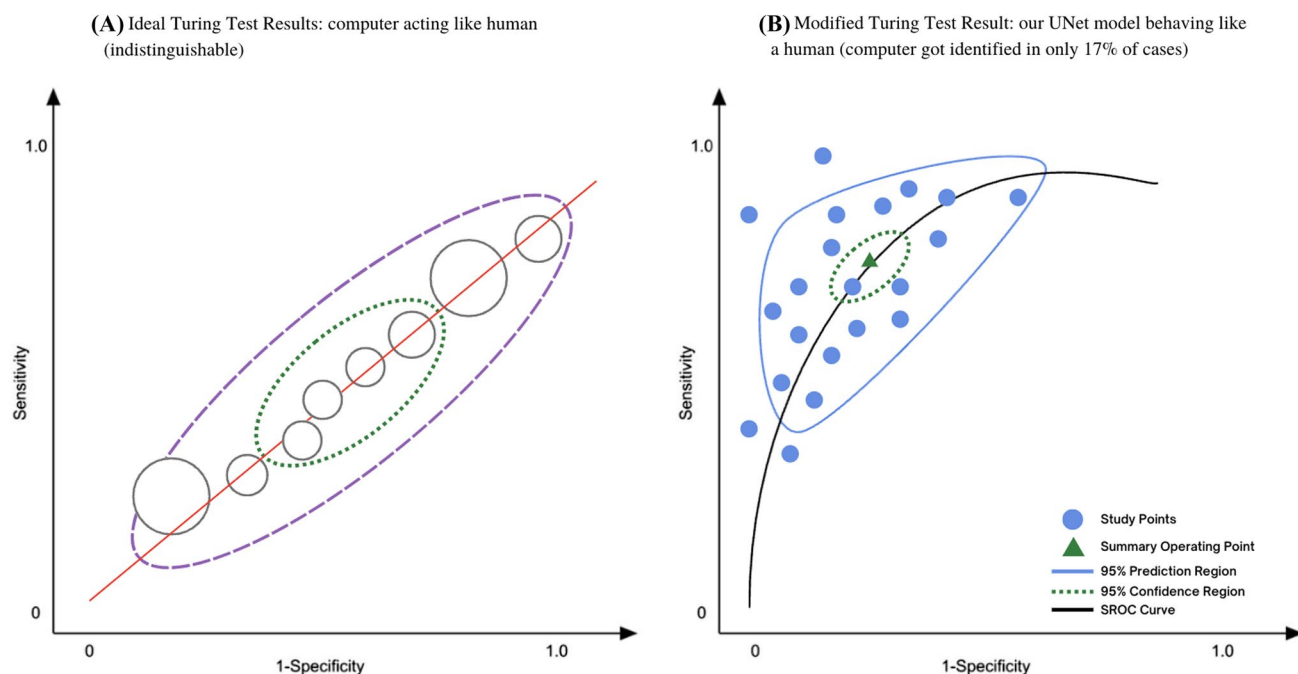 (A) Ideal Turing Test Results: computer acting like human
(indistinguishable)
1.0
Sensitivity
0
0
1.0
1-Specificity
(B) Modified Turing Test Result: our UNet model behaving like
a human (computer got identified in only 17% of cases)
1.0
Sensitivity
0
0
1.0
1-Specificity
Study Points
Summary Operating Point
95% Prediction Region
95% Confidence Region
SROC Curve